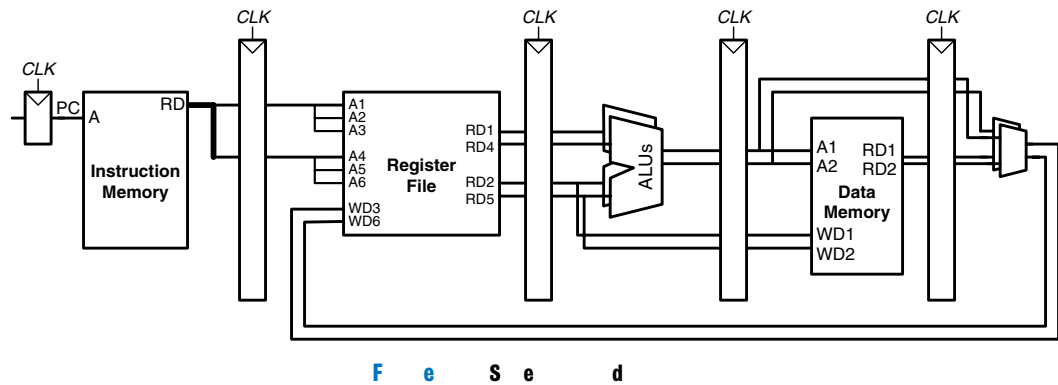 CLK
CLK
CLK
CLK
CLK
PC
A
RD
Instruction
Memory
A1
A2
A3
A4
A5
A6
WD3
WD6
Register
File
RD1
RD4
RD2
RD5
ALUs
A1
A2
RD1
RD2
Data
Memory
WD1
WD2
F e S e d